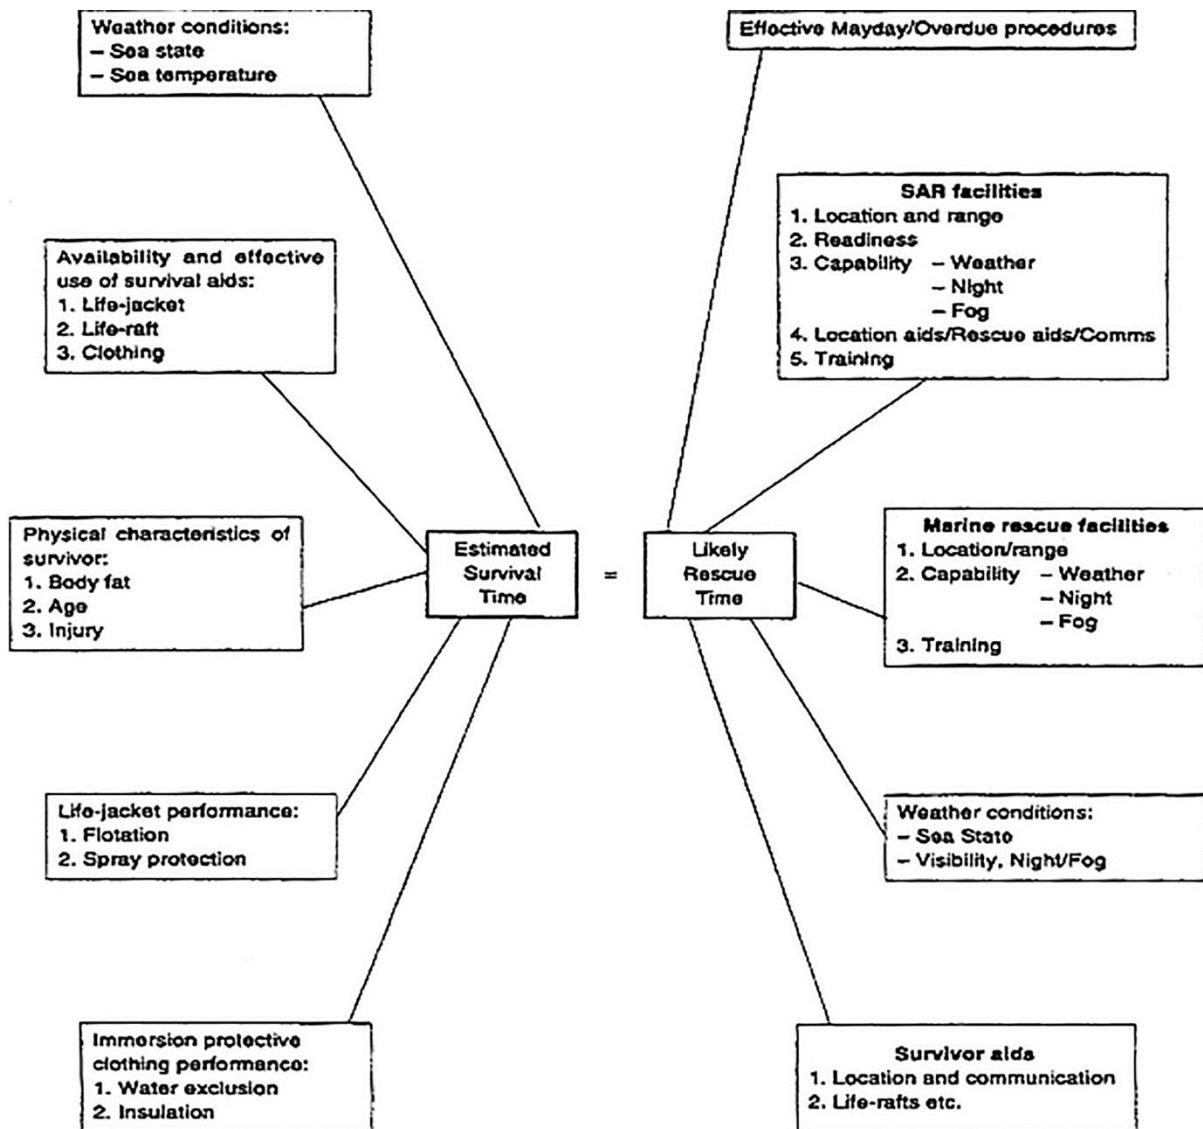 Weather conditions:
– Sea state
– Sea temperature
Availability and effective
use of survival aids:
1. Life-jacket
2. Life-raft
3. Clothing
Physical characteristics of
survivor:
1. Body fat
2. Age
3. Injury
Life-jacket performance:
1. Flotation
2. Spray protection
Immersion protective
clothing performance:
1. Water exclusion
2. Insulation
Estimated
Survival
Time
=
Likely
Rescue
Time
Effective Mayday/Overdue procedures
SAR facilities
1. Location and range
2. Readiness
3. Capability – Weather
– Night
– Fog
4. Location aids/Rescue aids/Comms
5. Training
Marine rescue facilities
1. Location/range
2. Capability – Weather
– Night
– Fog
3. Training
Weather conditions:
– Sea State
– Visibility, Night/Fog
Survivor aids
1. Location and communication
2. Life-rafts etc.